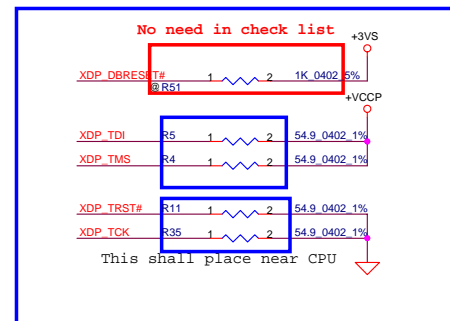 No need in check list
+3VS
XDP_DBRESET# 1 2 1K_0402_5%
@R51
+VCCP
XDP_TDI R5 1 2 54.9_0402_1%
XDP_TMS R4 1 2 54.9_0402_1%
XDP_TRST# R11 1 2 54.9_0402_1%
XDP_TCK R35 1 2 54.9_0402_1%
This shall place near CPU